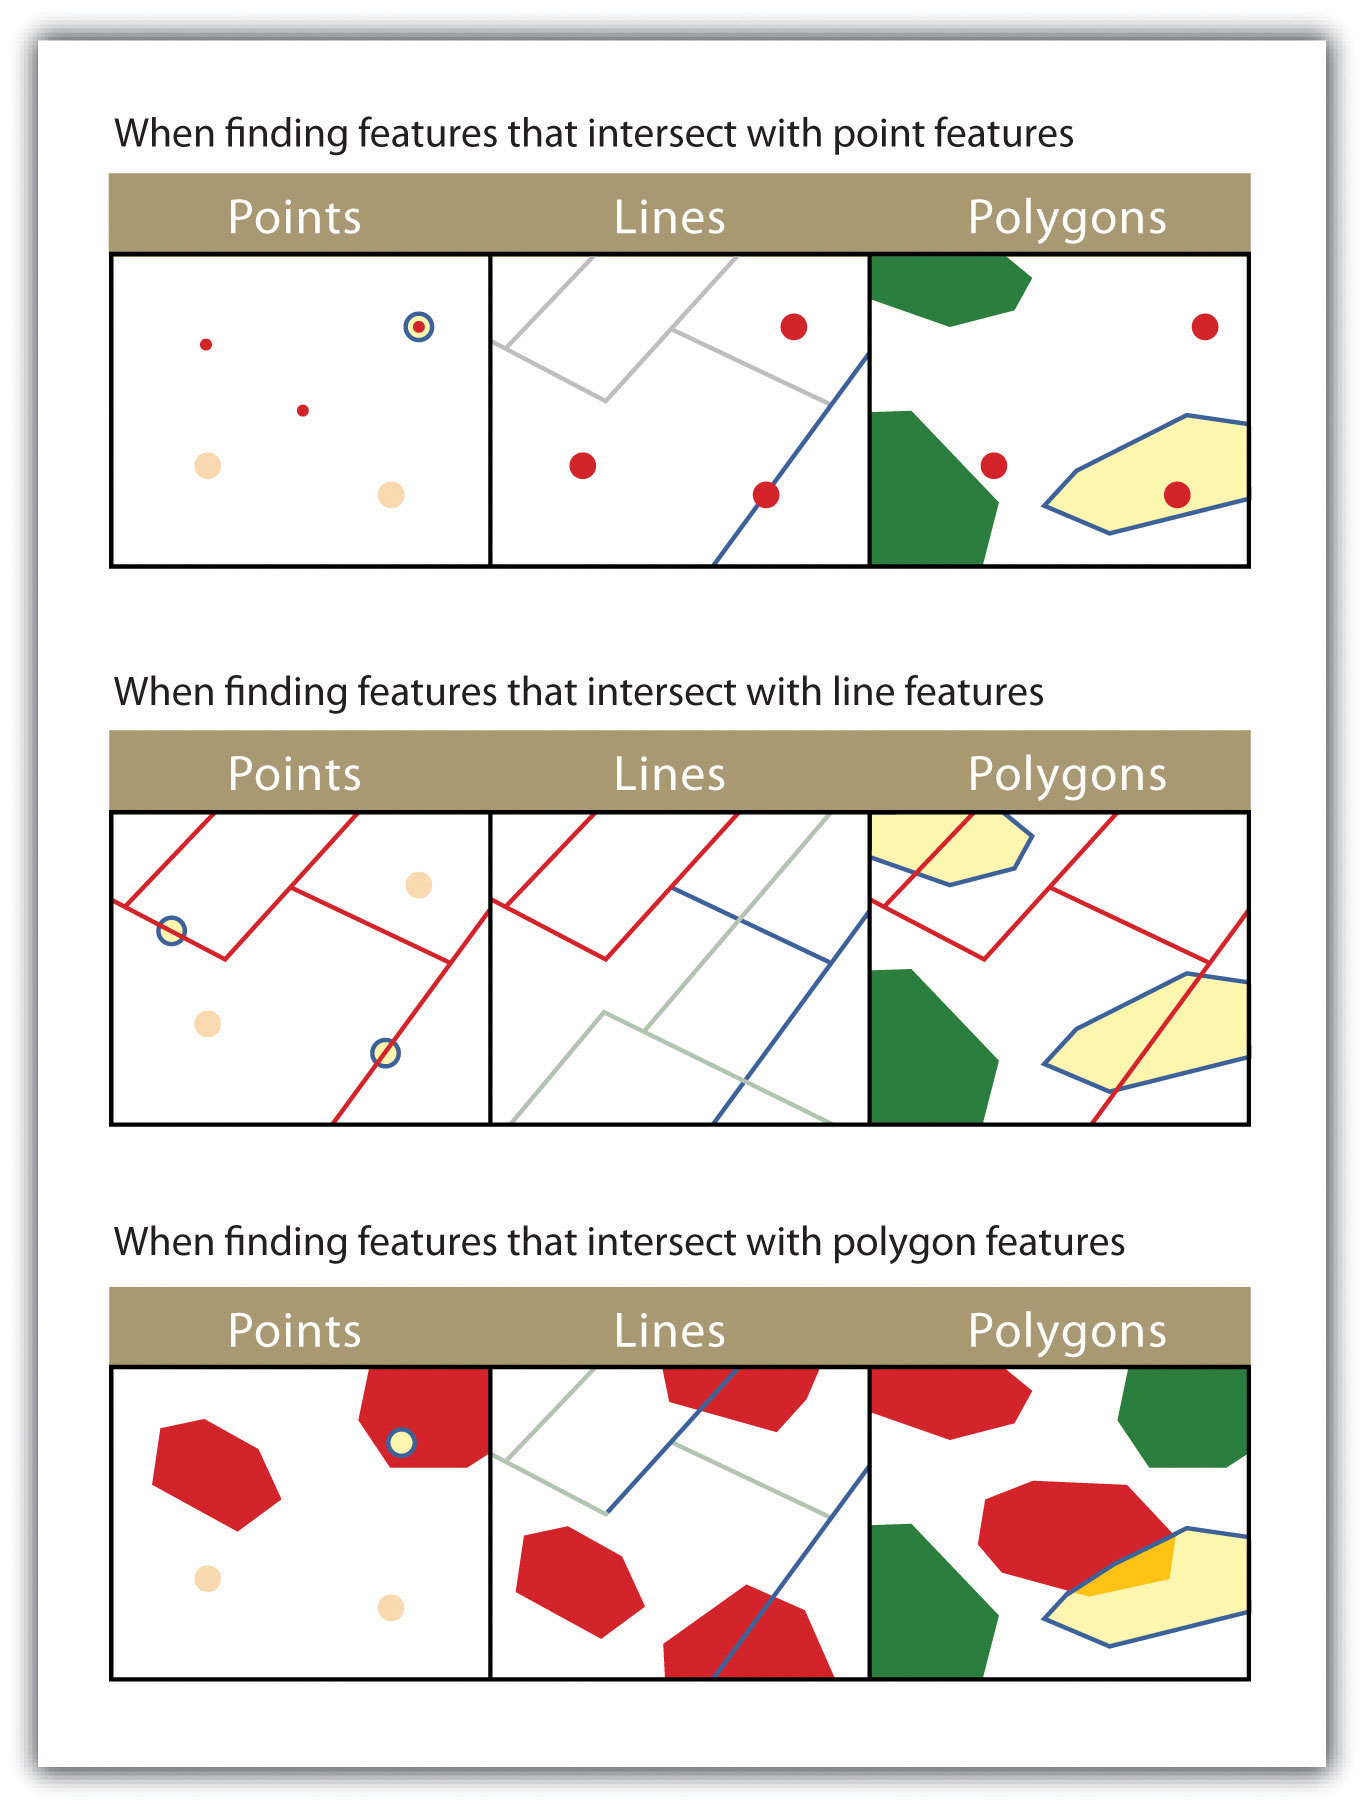 When finding features that intersect with point features
Points Lines Polygons
When finding features that intersect with line features
Points Lines Polygons
When finding features that intersect with polygon features
Points Lines Polygons